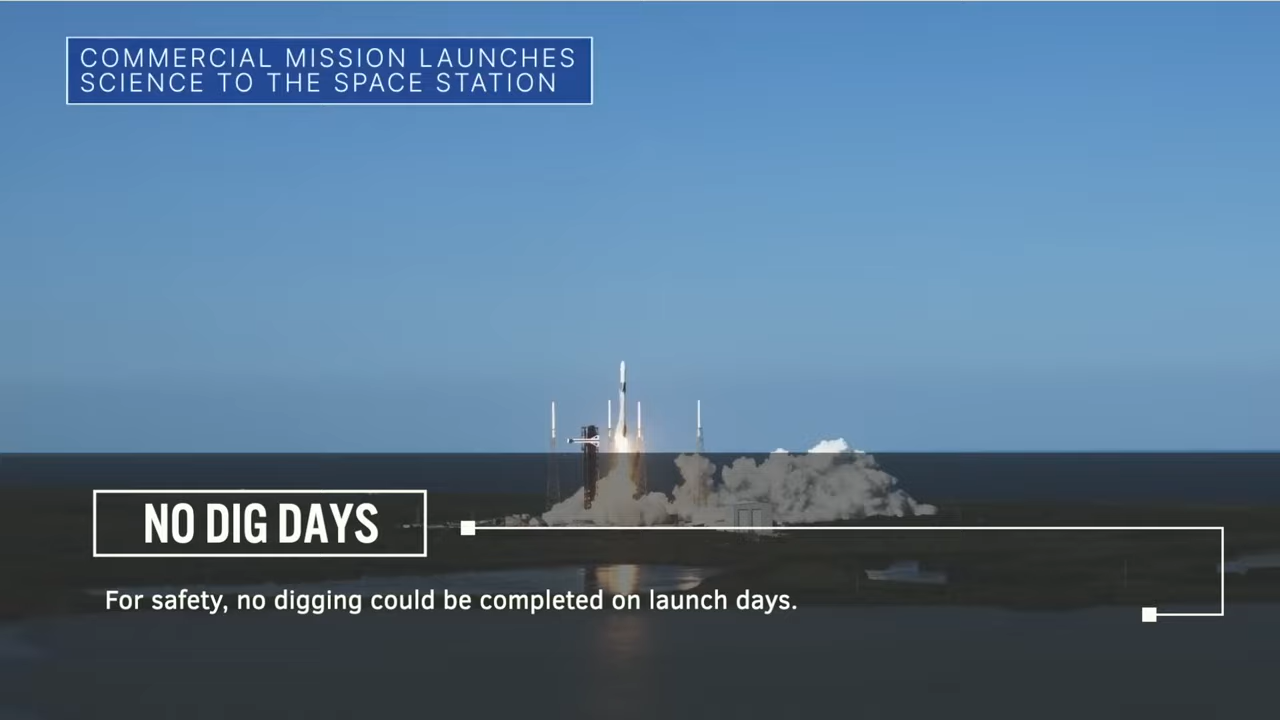 COMMERCIAL MISSION LAUNCHES
SCIENCE TO THE SPACE STATION
NO DIG DAYS
For safety, no digging could be completed on launch days.